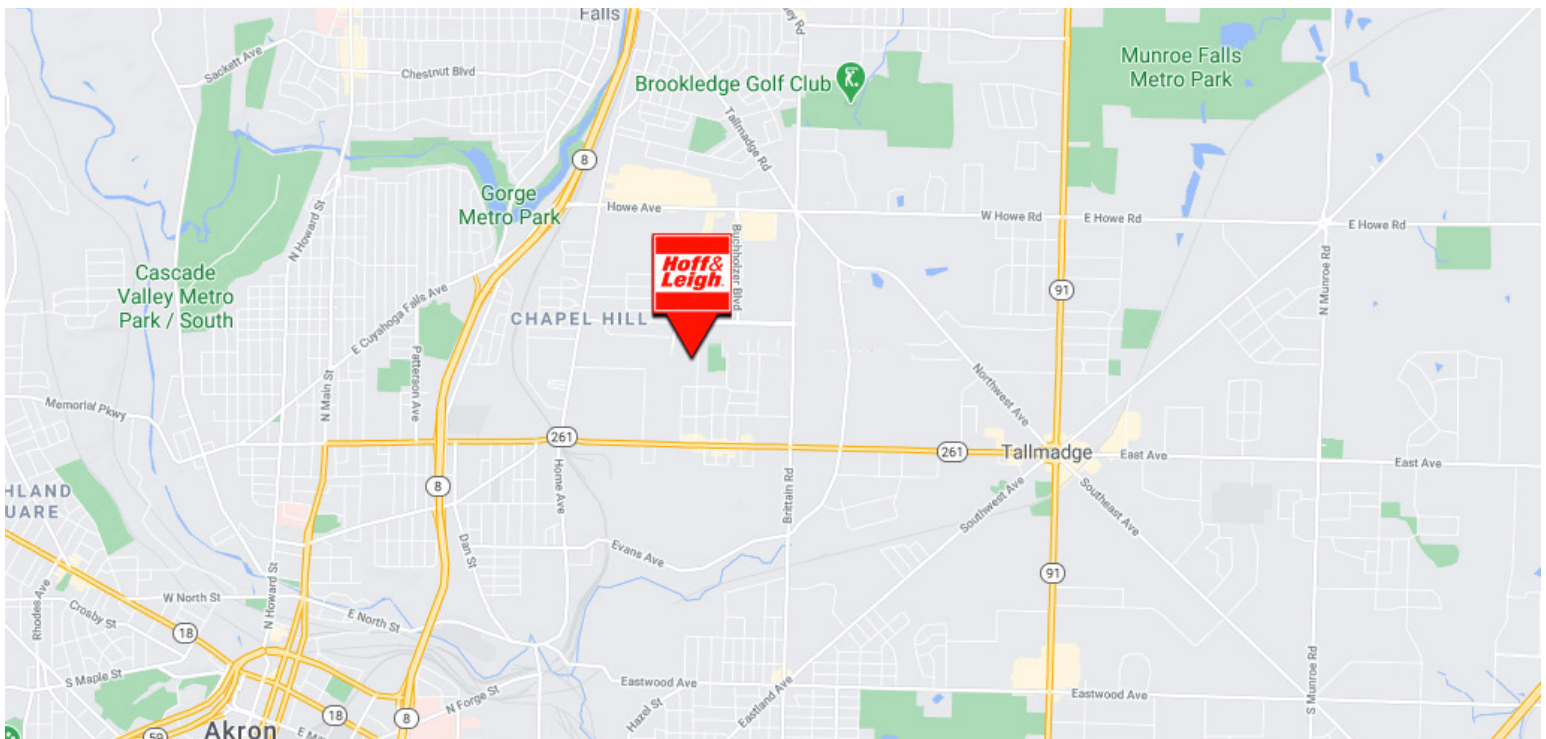 Falls
Sackett Ave
Chestnut Blvd
Brookledge Golf Club
Tallmadge Rd
Munroe Falls
Metro Park
8
Gorge
Metro Park
Howe Ave
W Howe Rd
E Howe Rd
E Howe Rd
N Howard St
Buchholzer Blvd
Hoff&
Leigh
Cascade
Valley Metro
Park / South
91
N Munroe Rd
CHAPEL HILL
E Cuyahoga Falls Ave
Patterson Ave
N Main St
Memorial Pkwy
Northwest Ave
261
261
Tallmadge
East Ave
East Ave
HLAND
UARE
8
Home Ave
Brittain Rd
Southwest Ave
Southeast Ave
Dan St
Evans Ave
91
Rhodes Ave
W North St
N Howard St
Crosby St
18
E North St
S Maple St
N Forge St
Eastwood Ave
Eastwood Ave
Hazel St
Eastland Ave
S Munroe Rd
18
8
59
Akron